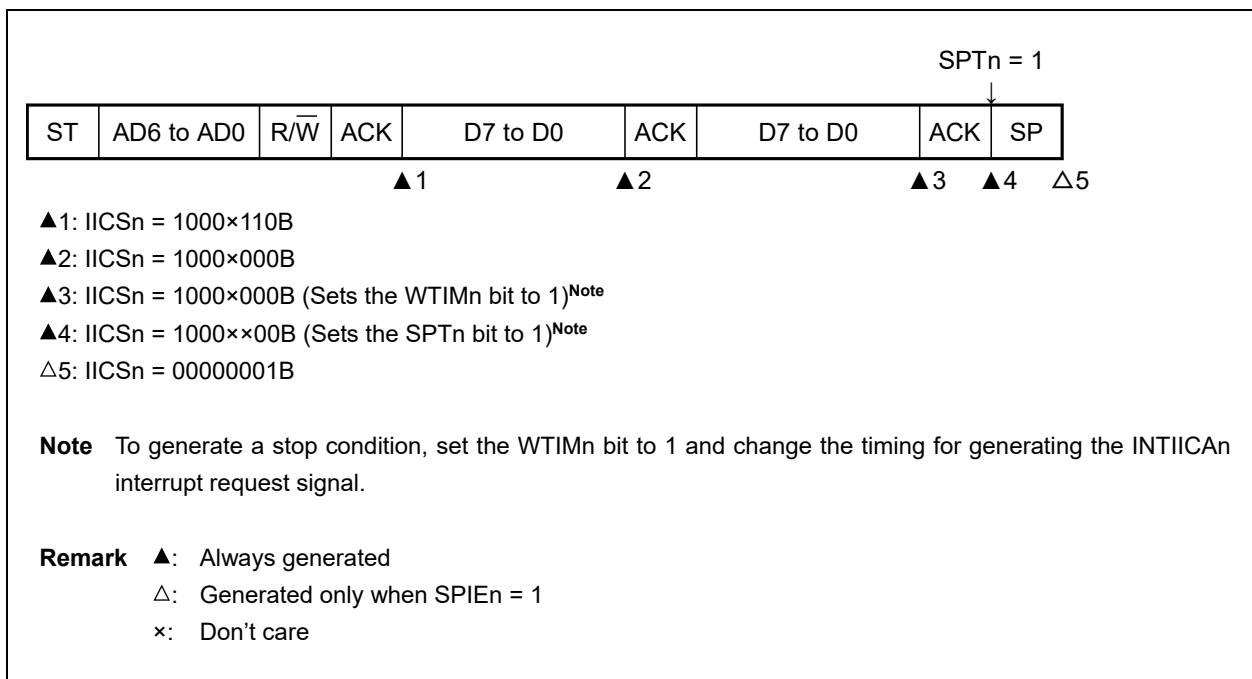 SPTn = 1
↓
ST AD6 to AD0 R/W̅ ACK D7 to D0 ACK D7 to D0 ACK SP
▲1 ▲2 ▲3 ▲4 △5
▲1: IICSn = 1000×110B
▲2: IICSn = 1000×000B
▲3: IICSn = 1000×000B (Sets the WTIMn bit to 1)Note
▲4: IICSn = 1000××00B (Sets the SPTn bit to 1)Note
△5: IICSn = 00000001B
Note To generate a stop condition, set the WTIMn bit to 1 and change the timing for generating the INTIICAn
interrupt request signal.
Remark ▲: Always generated
△: Generated only when SPIEn = 1
×: Don't care